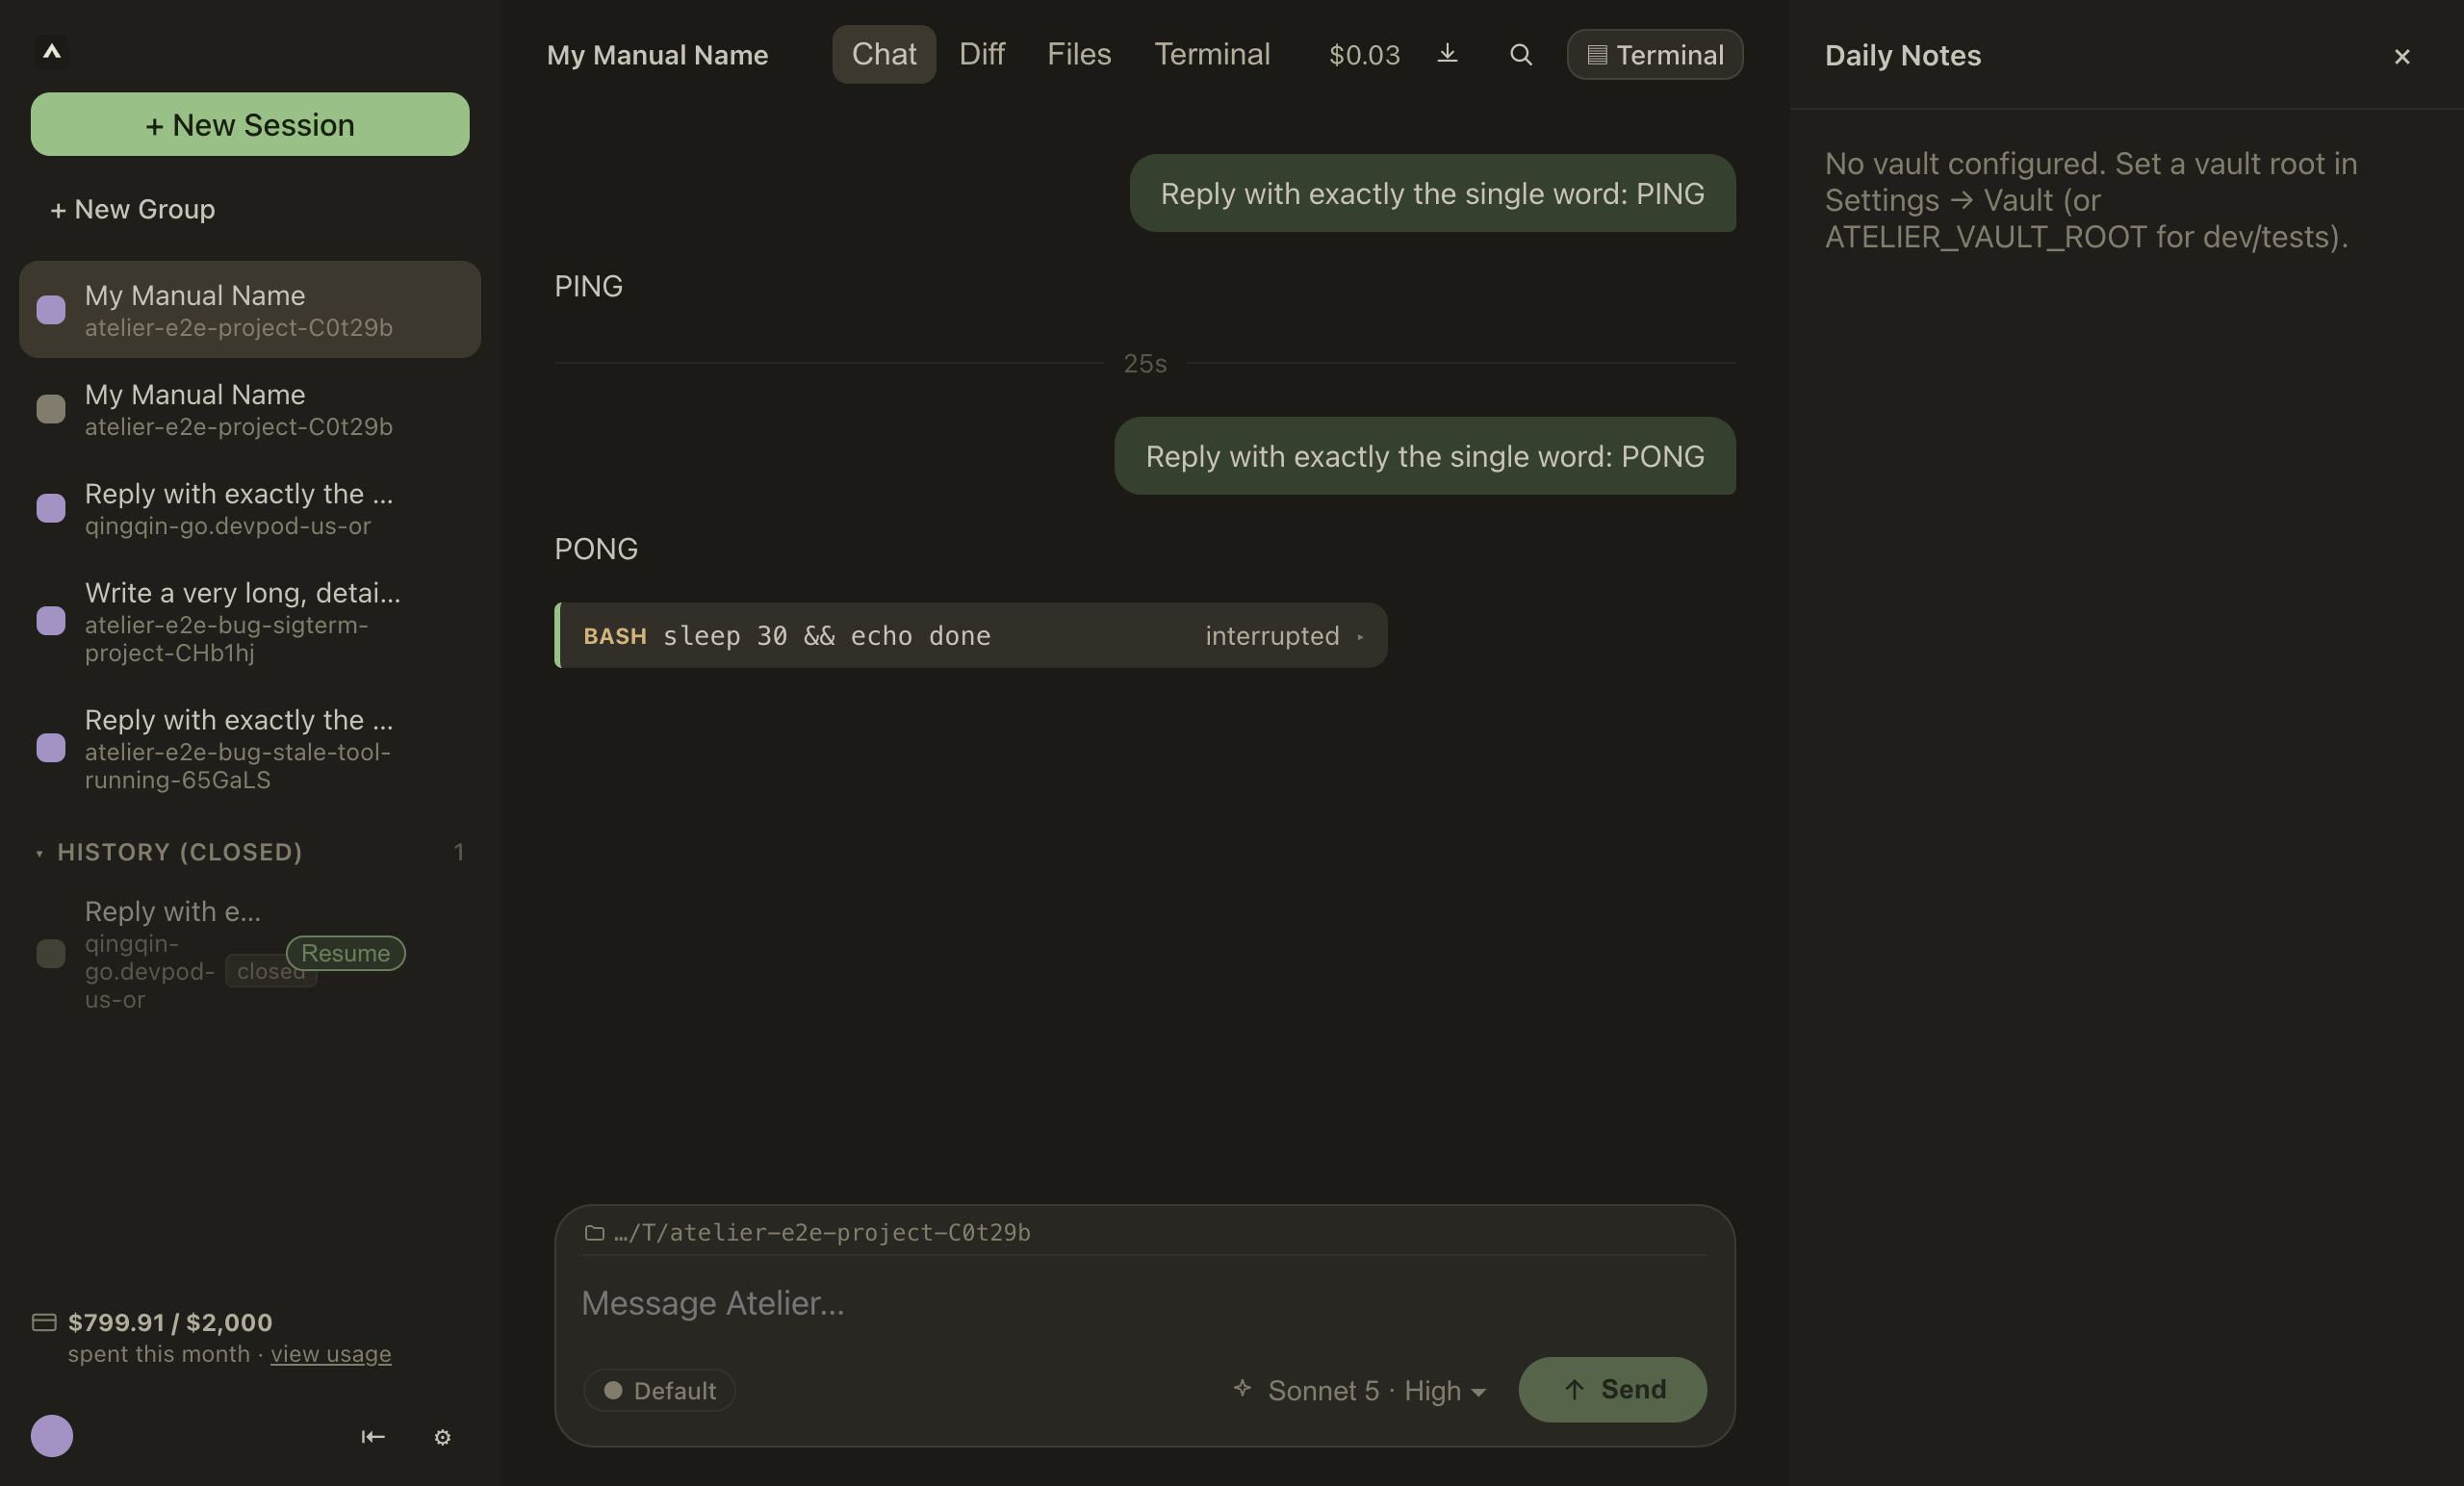 + New Session
+ New Group
My Manual Name
atelier-e2e-project-C0t29b
My Manual Name
atelier-e2e-project-C0t29b
Reply with exactly the ...
qingqin-go.devpod-us-or
Write a very long, detai...
atelier-e2e-bug-sigterm-
project-CHb1hj
Reply with exactly the ...
atelier-e2e-bug-stale-tool-
running-65GaLS
HISTORY (CLOSED) 1
Reply with e...
qingqin-
go.devpod-
us-or
closed
Resume
$799.91 / $2,000
spent this month · view usage
My Manual Name
Chat Diff Files Terminal $0.03 Terminal
Reply with exactly the single word: PING
PING
25s
Reply with exactly the single word: PONG
PONG
BASH sleep 30 && echo done interrupted
…/T/atelier-e2e-project-C0t29b
Message Atelier...
Default Sonnet 5 · High Send
Daily Notes
No vault configured. Set a vault root in
Settings → Vault (or
ATELIER_VAULT_ROOT for dev/tests).